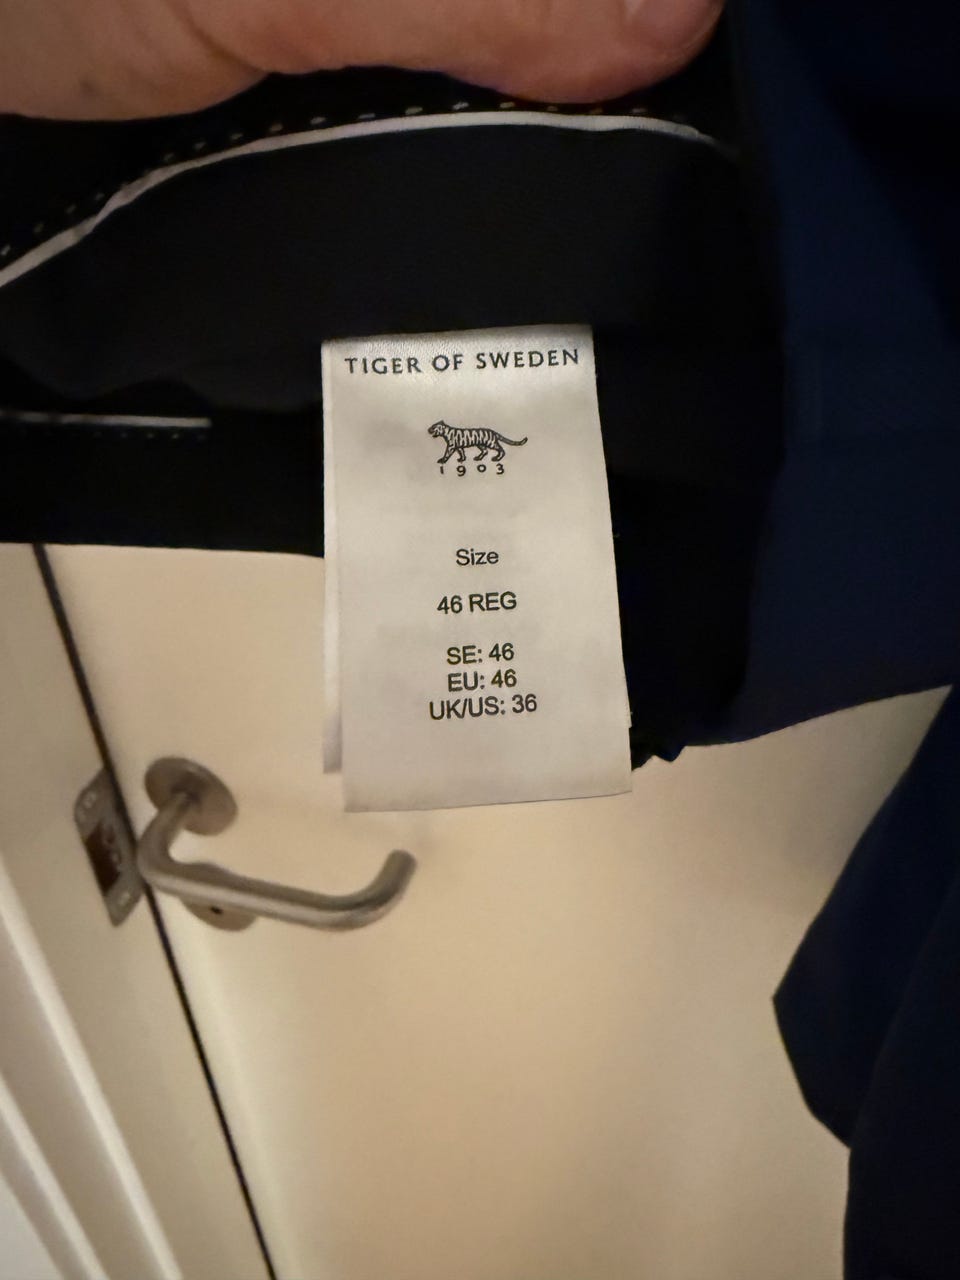 TIGER OF SWEDEN
1903
Size
46 REG
SE: 46
EU: 46
UK/US: 36